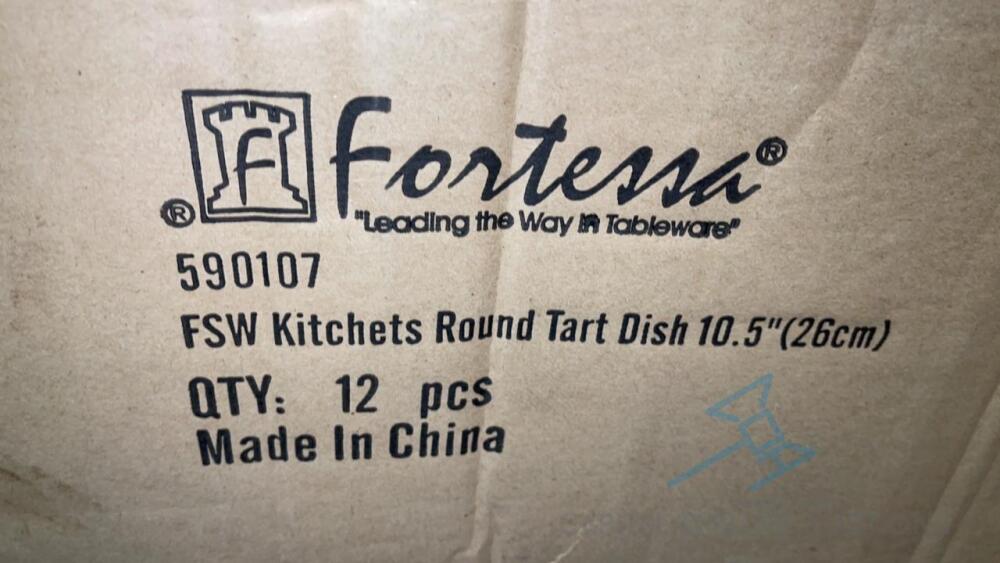 F Fortessa®
®
"Leading the Way In Tableware"
590107
FSW Kitchets Round Tart Dish 10.5"(26cm)
QTY: 12 pcs
Made In China